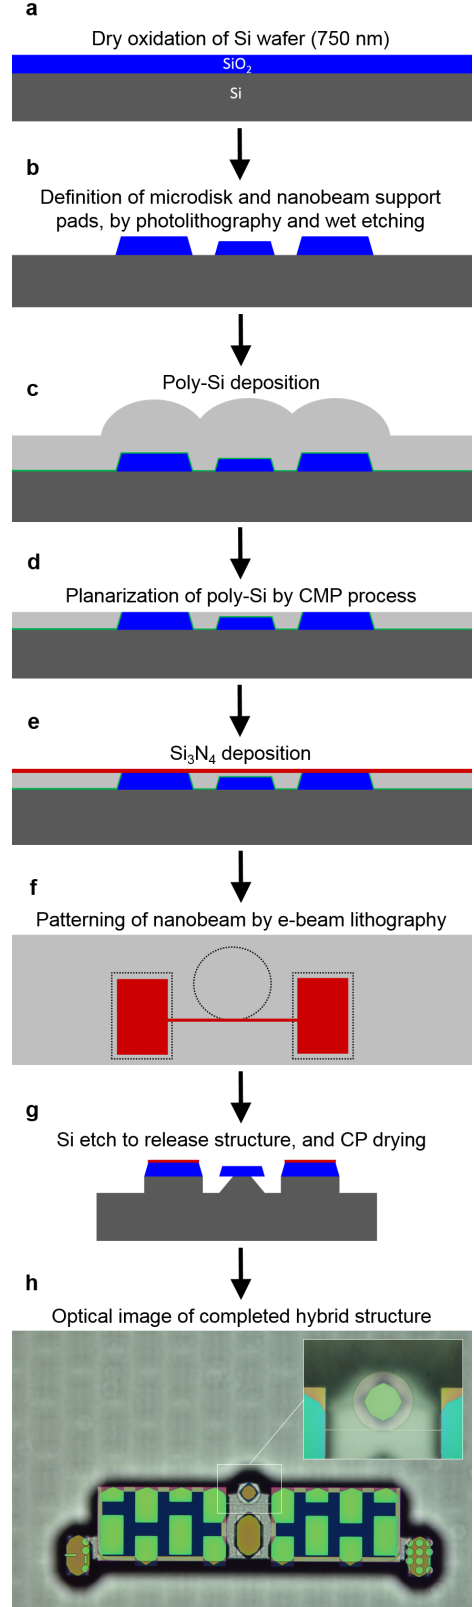 a
Dry oxidation of Si wafer (750 nm)
SiO₂
Si
b
Definition of microdisk and nanobeam support
pads, by photolithography and wet etching
c
Poly-Si deposition
d
Planarization of poly-Si by CMP process
e
Si₃N₄ deposition
f
Patterning of nanobeam by e-beam lithography
g
Si etch to release structure, and CP drying
h
Optical image of completed hybrid structure